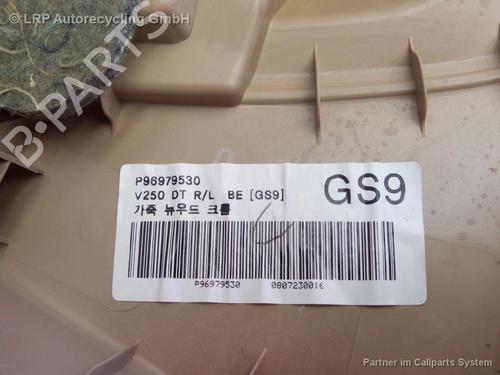 LRP Autorecycling GmbH
P96979530
V250 DT R/L BE [GS9]
가죽 뉴우드 크롬
GS9
P96979530 0807230016
Partner im Callparts System